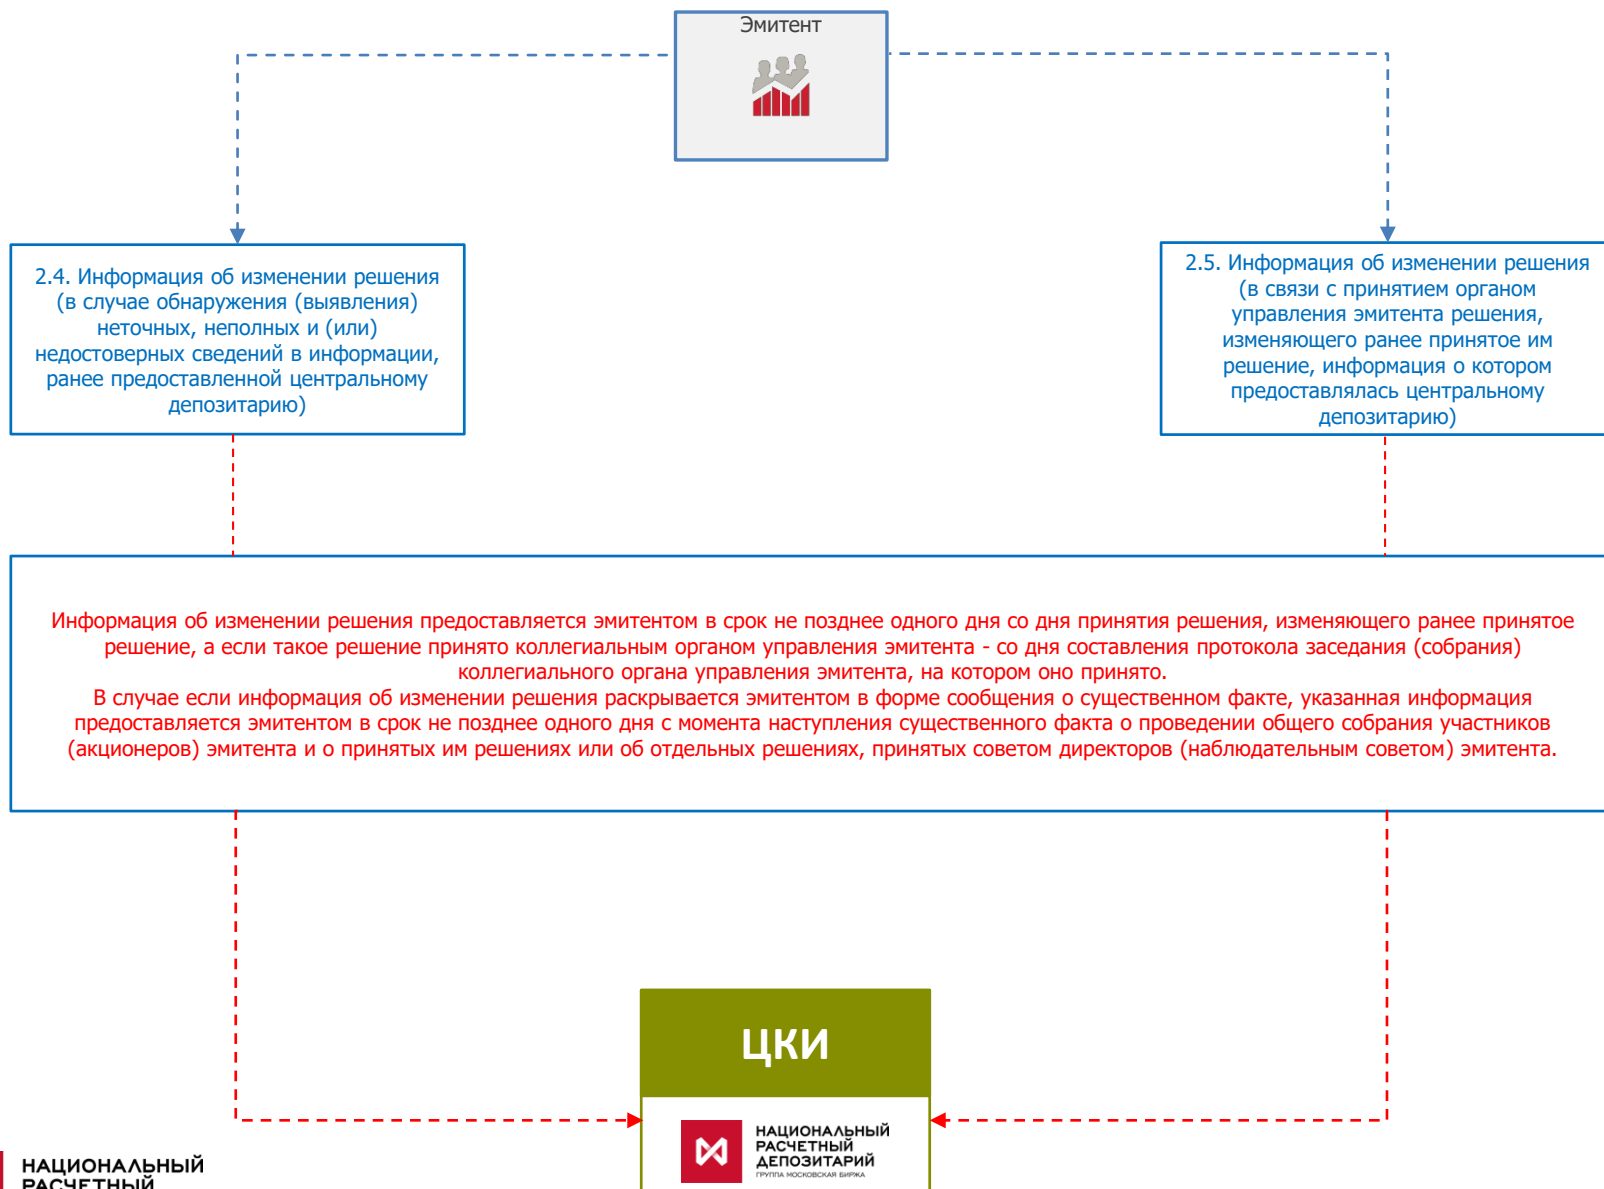 Эмитент
2.4. Информация об изменении решения
(в случае обнаружения (выявления)
неточных, неполных и (или)
недостоверных сведений в информации,
ранее предоставленной центральному
депозитарию)
2.5. Информация об изменении решения
(в связи с принятием органом
управления эмитента решения,
изменяющего ранее принятое им
решение, информация о котором
предоставлялась центральному
депозитарию)
Информация об изменении решения предоставляется эмитентом в срок не позднее одного дня со дня принятия решения, изменяющего ранее принятое
решение, а если такое решение принято коллегиальным органом управления эмитента - со дня составления протокола заседания (собрания)
коллегиального органа управления эмитента, на котором оно принято.
В случае если информация об изменении решения раскрывается эмитентом в форме сообщения о существенном факте, указанная информация
предоставляется эмитентом в срок не позднее одного дня с момента наступления существенного факта о проведении общего собрания участников
(акционеров) эмитента и о принятых им решениях или об отдельных решениях, принятых советом директоров (наблюдательным советом) эмитента.
ЦКИ
НАЦИОНАЛЬНЫЙ
РАСЧЕТНЫЙ
ДЕПОЗИТАРИЙ
ГРУППА МОСКОВСКАЯ БИРЖА
НАЦИОНАЛЬНЫЙ
РАСЧЕТНЫЙ